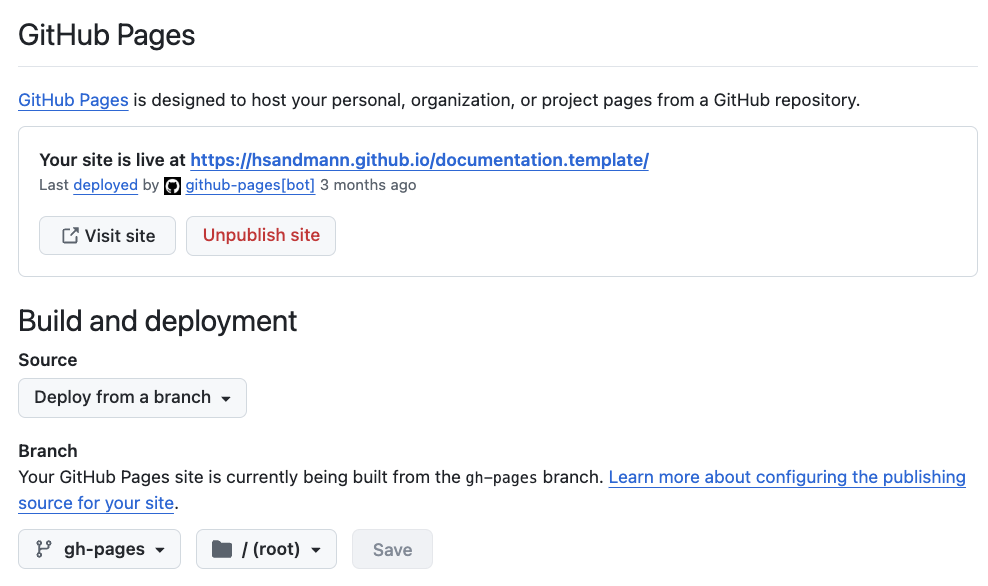 GitHub Pages
GitHub Pages is designed to host your personal, organization, or project pages from a GitHub repository.
Your site is live at https://hsandmann.github.io/documentation.template/
Last deployed by github-pages[bot] 3 months ago
Visit site Unpublish site
Build and deployment
Source
Deploy from a branch
Branch
Your GitHub Pages site is currently being built from the gh-pages branch. Learn more about configuring the publishing
source for your site.
gh-pages / (root) Save